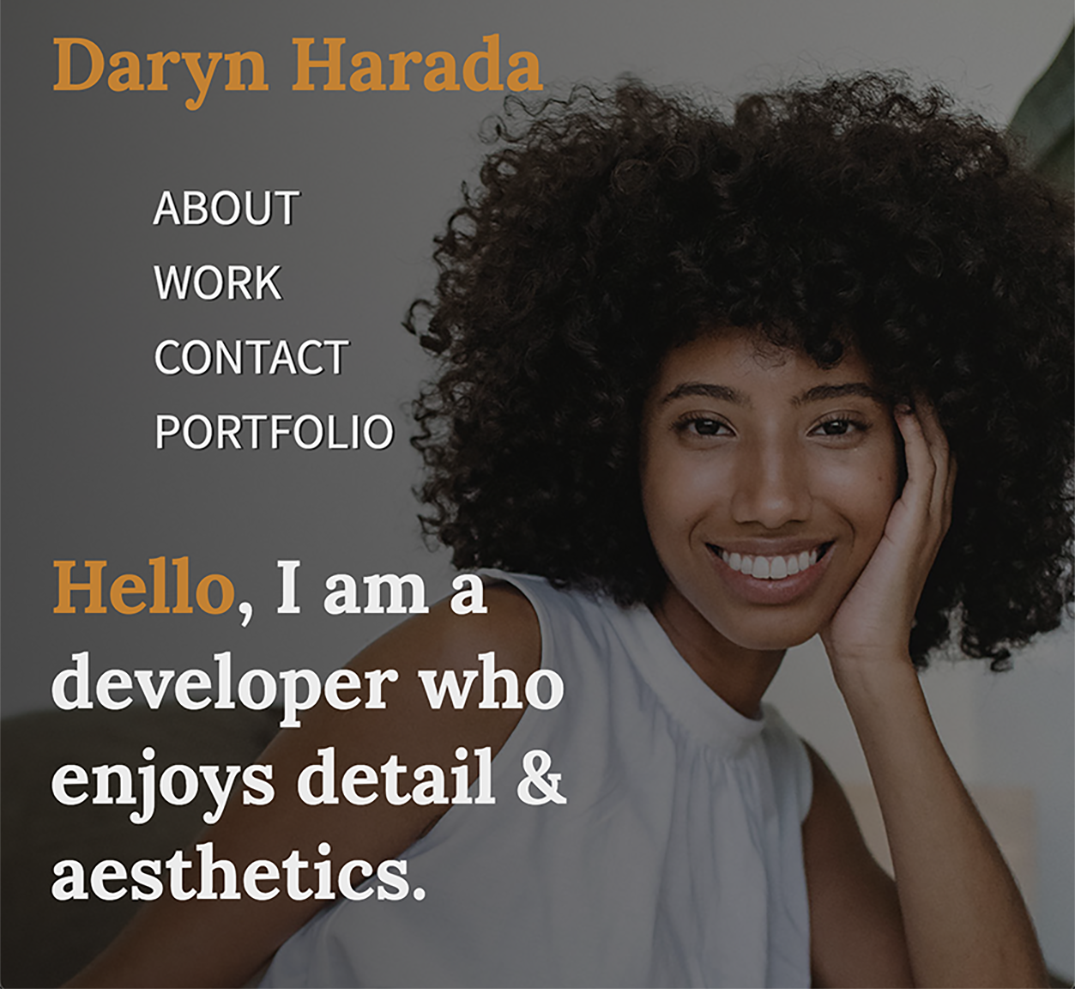 Daryn Harada
ABOUT
WORK
CONTACT
PORTFOLIO
Hello, I am a
developer who
enjoys detail &
aesthetics.